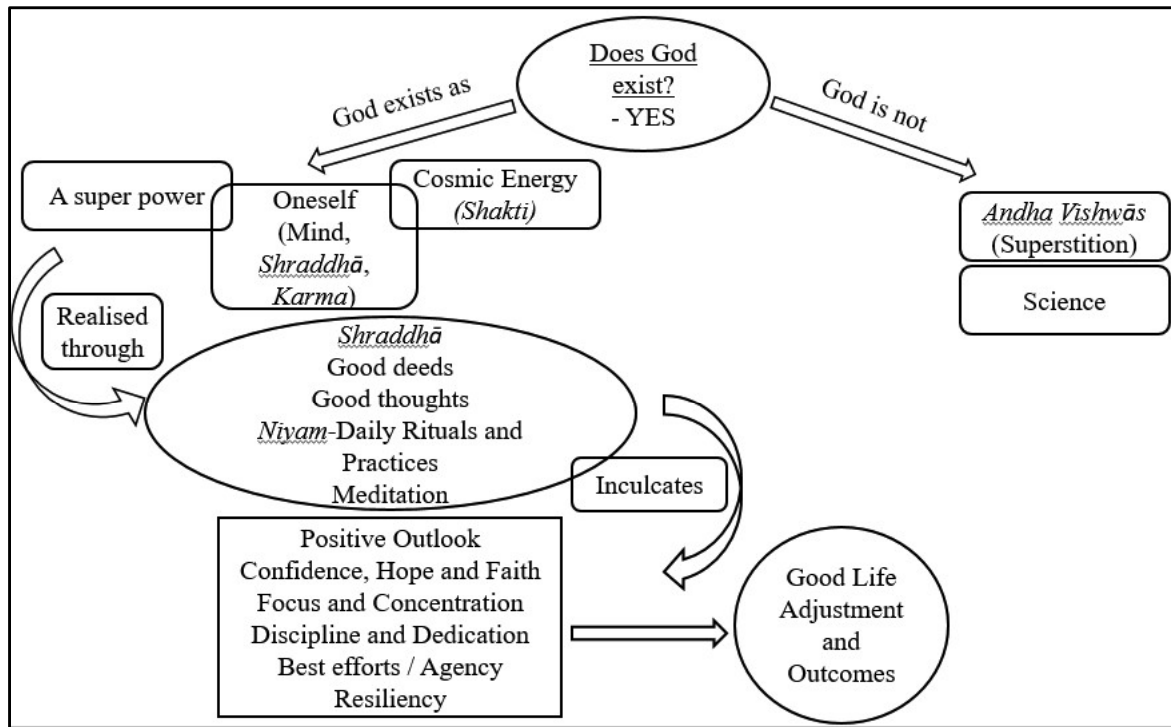 Does God
exist?
- YES
God exists as
God is not
A super power
Oneself
(Mind,
Shraddhā,
Karma)
Cosmic Energy
(Shakti)
Andha Vishwās
(Superstition)
Science
Realised
through
Shraddhā
Good deeds
Good thoughts
Niyam-Daily Rituals and
Practices
Meditation
Inculcates
Positive Outlook
Confidence, Hope and Faith
Focus and Concentration
Discipline and Dedication
Best efforts / Agency
Resiliency
Good Life
Adjustment
and
Outcomes